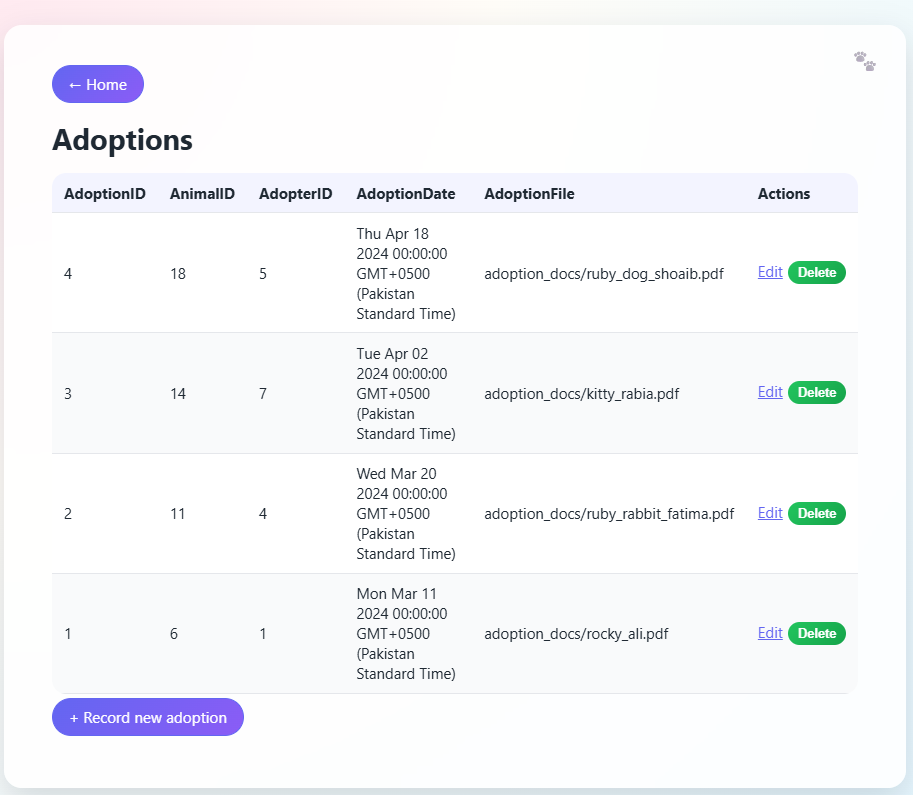 ← Home
Adoptions
AdoptionID AnimalID AdopterID AdoptionDate AdoptionFile Actions
Thu Apr 18
2024 00:00:00
4 18 5 GMT+0500 adoption_docs/ruby_dog_shoaib.pdf Edit Delete
(Pakistan
Standard Time)
Tue Apr 02
2024 00:00:00
3 14 7 GMT+0500 adoption_docs/kitty_rabia.pdf Edit Delete
(Pakistan
Standard Time)
Wed Mar 20
2024 00:00:00
2 11 4 GMT+0500 adoption_docs/ruby_rabbit_fatima.pdf Edit Delete
(Pakistan
Standard Time)
Mon Mar 11
2024 00:00:00
1 6 1 GMT+0500 adoption_docs/rocky_ali.pdf Edit Delete
(Pakistan
Standard Time)
+ Record new adoption